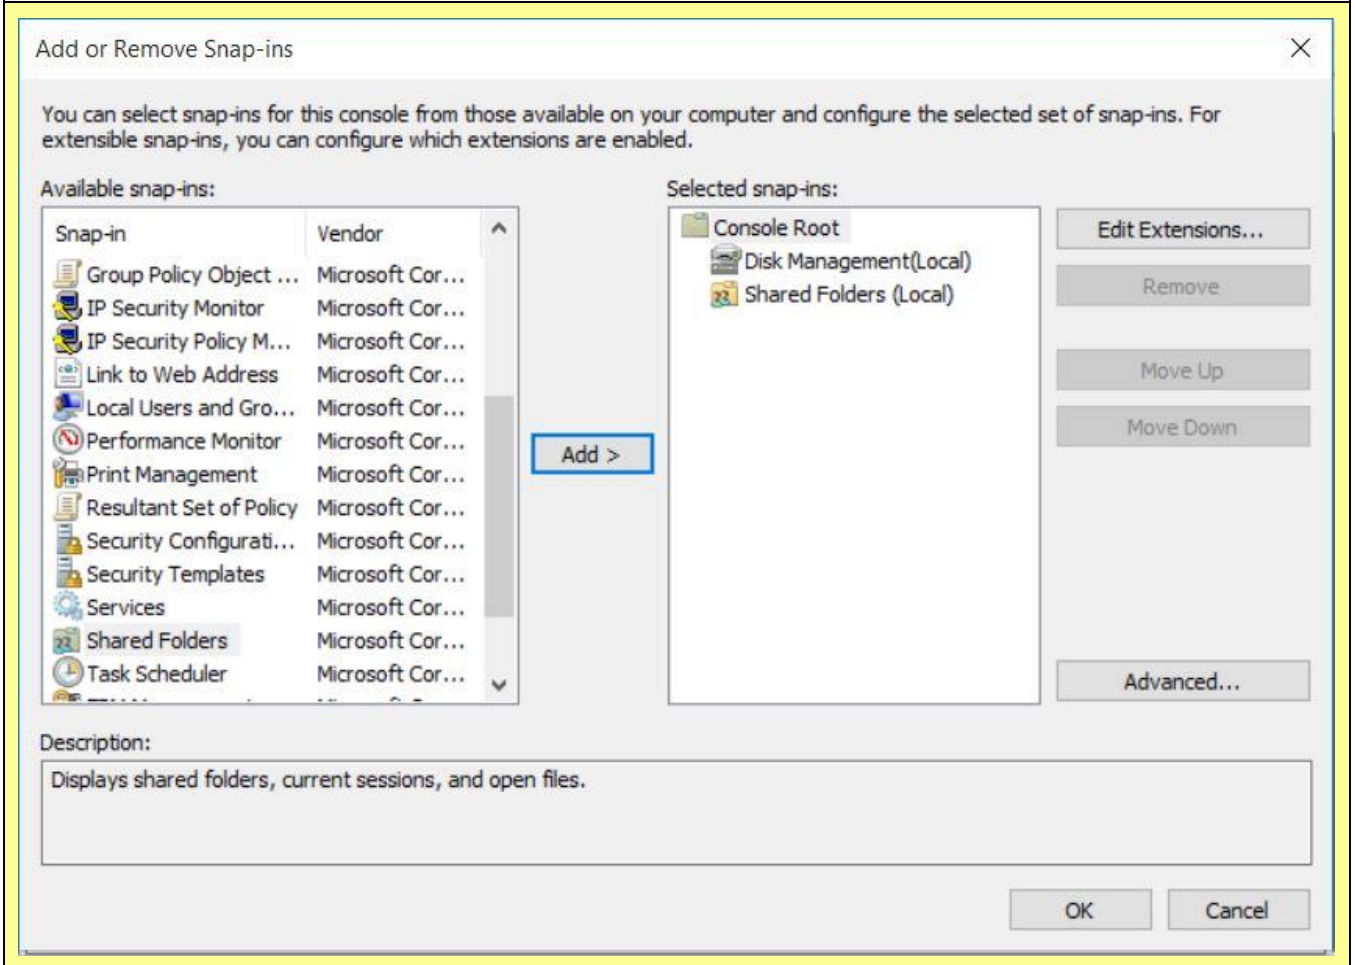 Add or Remove Snap-ins
You can select snap-ins for this console from those available on your computer and configure the selected set of snap-ins. For
extensible snap-ins, you can configure which extensions are enabled.
Available snap-ins:
Selected snap-ins:
Snap-in Vendor
Group Policy Object ... Microsoft Cor...
IP Security Monitor Microsoft Cor...
IP Security Policy M... Microsoft Cor...
Link to Web Address Microsoft Cor...
Local Users and Gro... Microsoft Cor...
Performance Monitor Microsoft Cor...
Print Management Microsoft Cor...
Resultant Set of Policy Microsoft Cor...
Security Configurati... Microsoft Cor...
Security Templates Microsoft Cor...
Services Microsoft Cor...
Shared Folders Microsoft Cor...
Task Scheduler Microsoft Cor...
Add >
Console Root
Disk Management(Local)
Shared Folders (Local)
Edit Extensions...
Remove
Move Up
Move Down
Advanced...
Description:
Displays shared folders, current sessions, and open files.
OK
Cancel